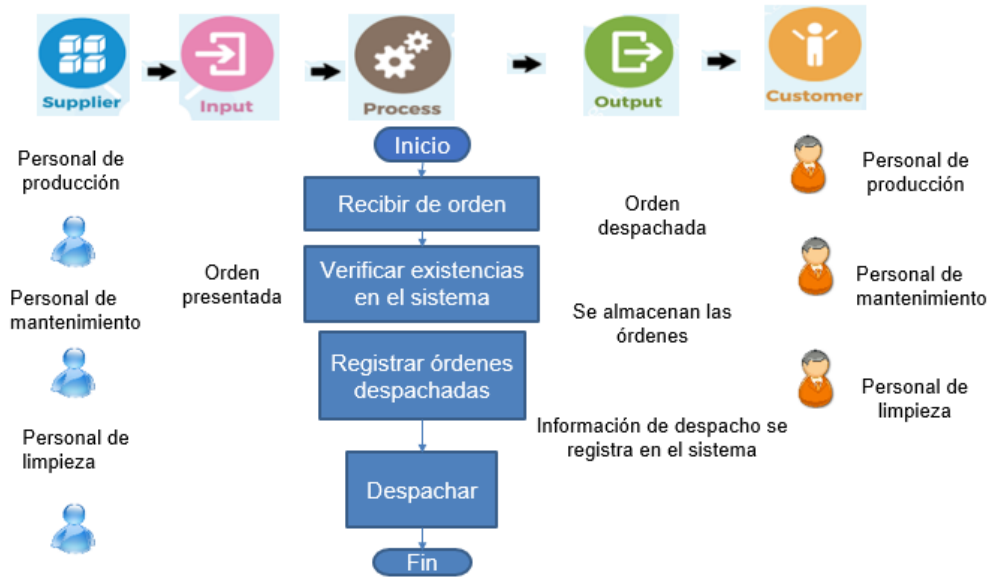 Supplier
Input
Process
Output
Customer
Personal de
producción
Personal de
mantenimiento
Personal de
limpieza
Orden
presentada
Inicio
Recibir de orden
Verificar existencias
en el sistema
Registrar órdenes
despachadas
Despachar
Fin
Orden
despachada
Se almacenan las
órdenes
Información de despacho se
registra en el sistema
Personal de
producción
Personal de
mantenimiento
Personal de
limpieza